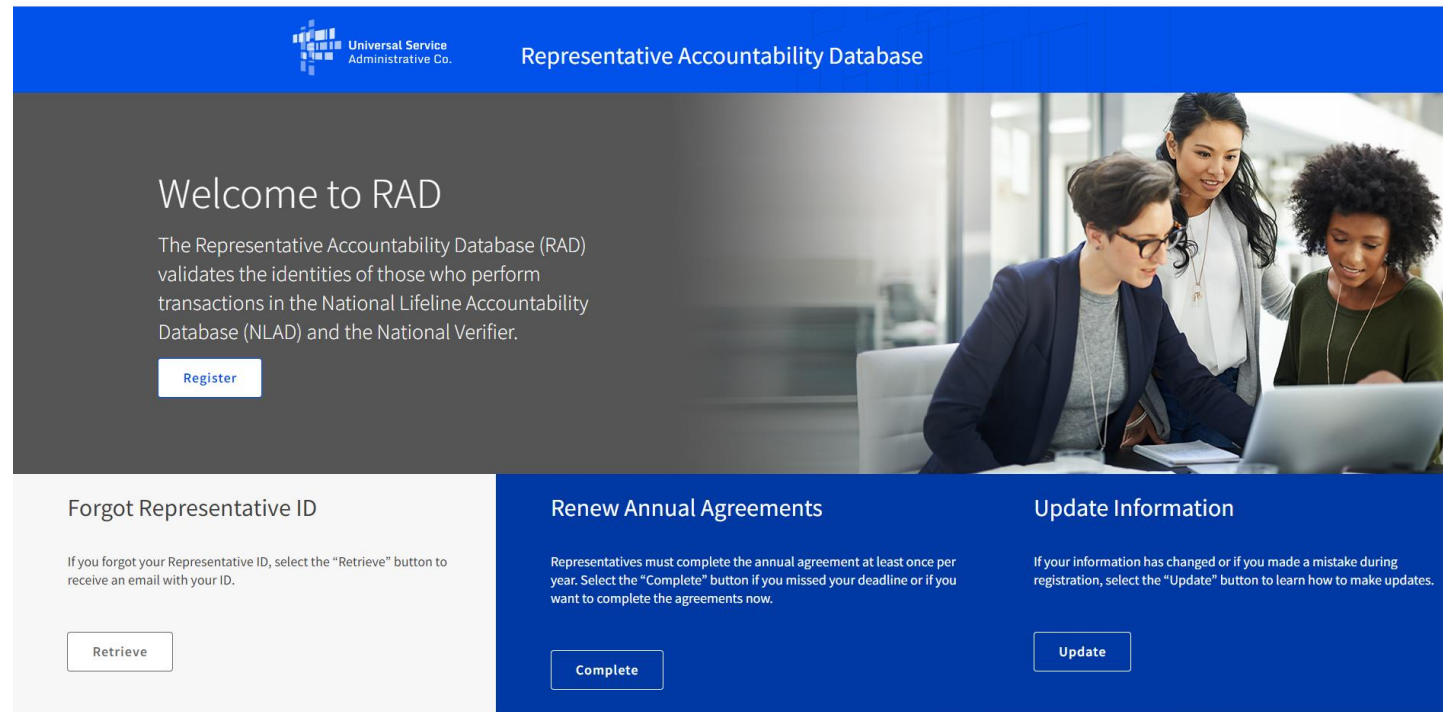 Universal Service
Administrative Co.
Representative Accountability Database
Welcome to RAD
The Representative Accountability Database (RAD)
validates the identities of those who perform
transactions in the National Lifeline Accountability
Database (NLAD) and the National Verifier.
Register
Forgot Representative ID
If you forgot your Representative ID, select the “Retrieve” button to
receive an email with your ID.
Retrieve
Renew Annual Agreements
Representatives must complete the annual agreement at least once per
year. Select the “Complete” button if you missed your deadline or if you
want to complete the agreements now.
Complete
Update Information
If your information has changed or if you made a mistake during
registration, select the “Update” button to learn how to make updates.
Update